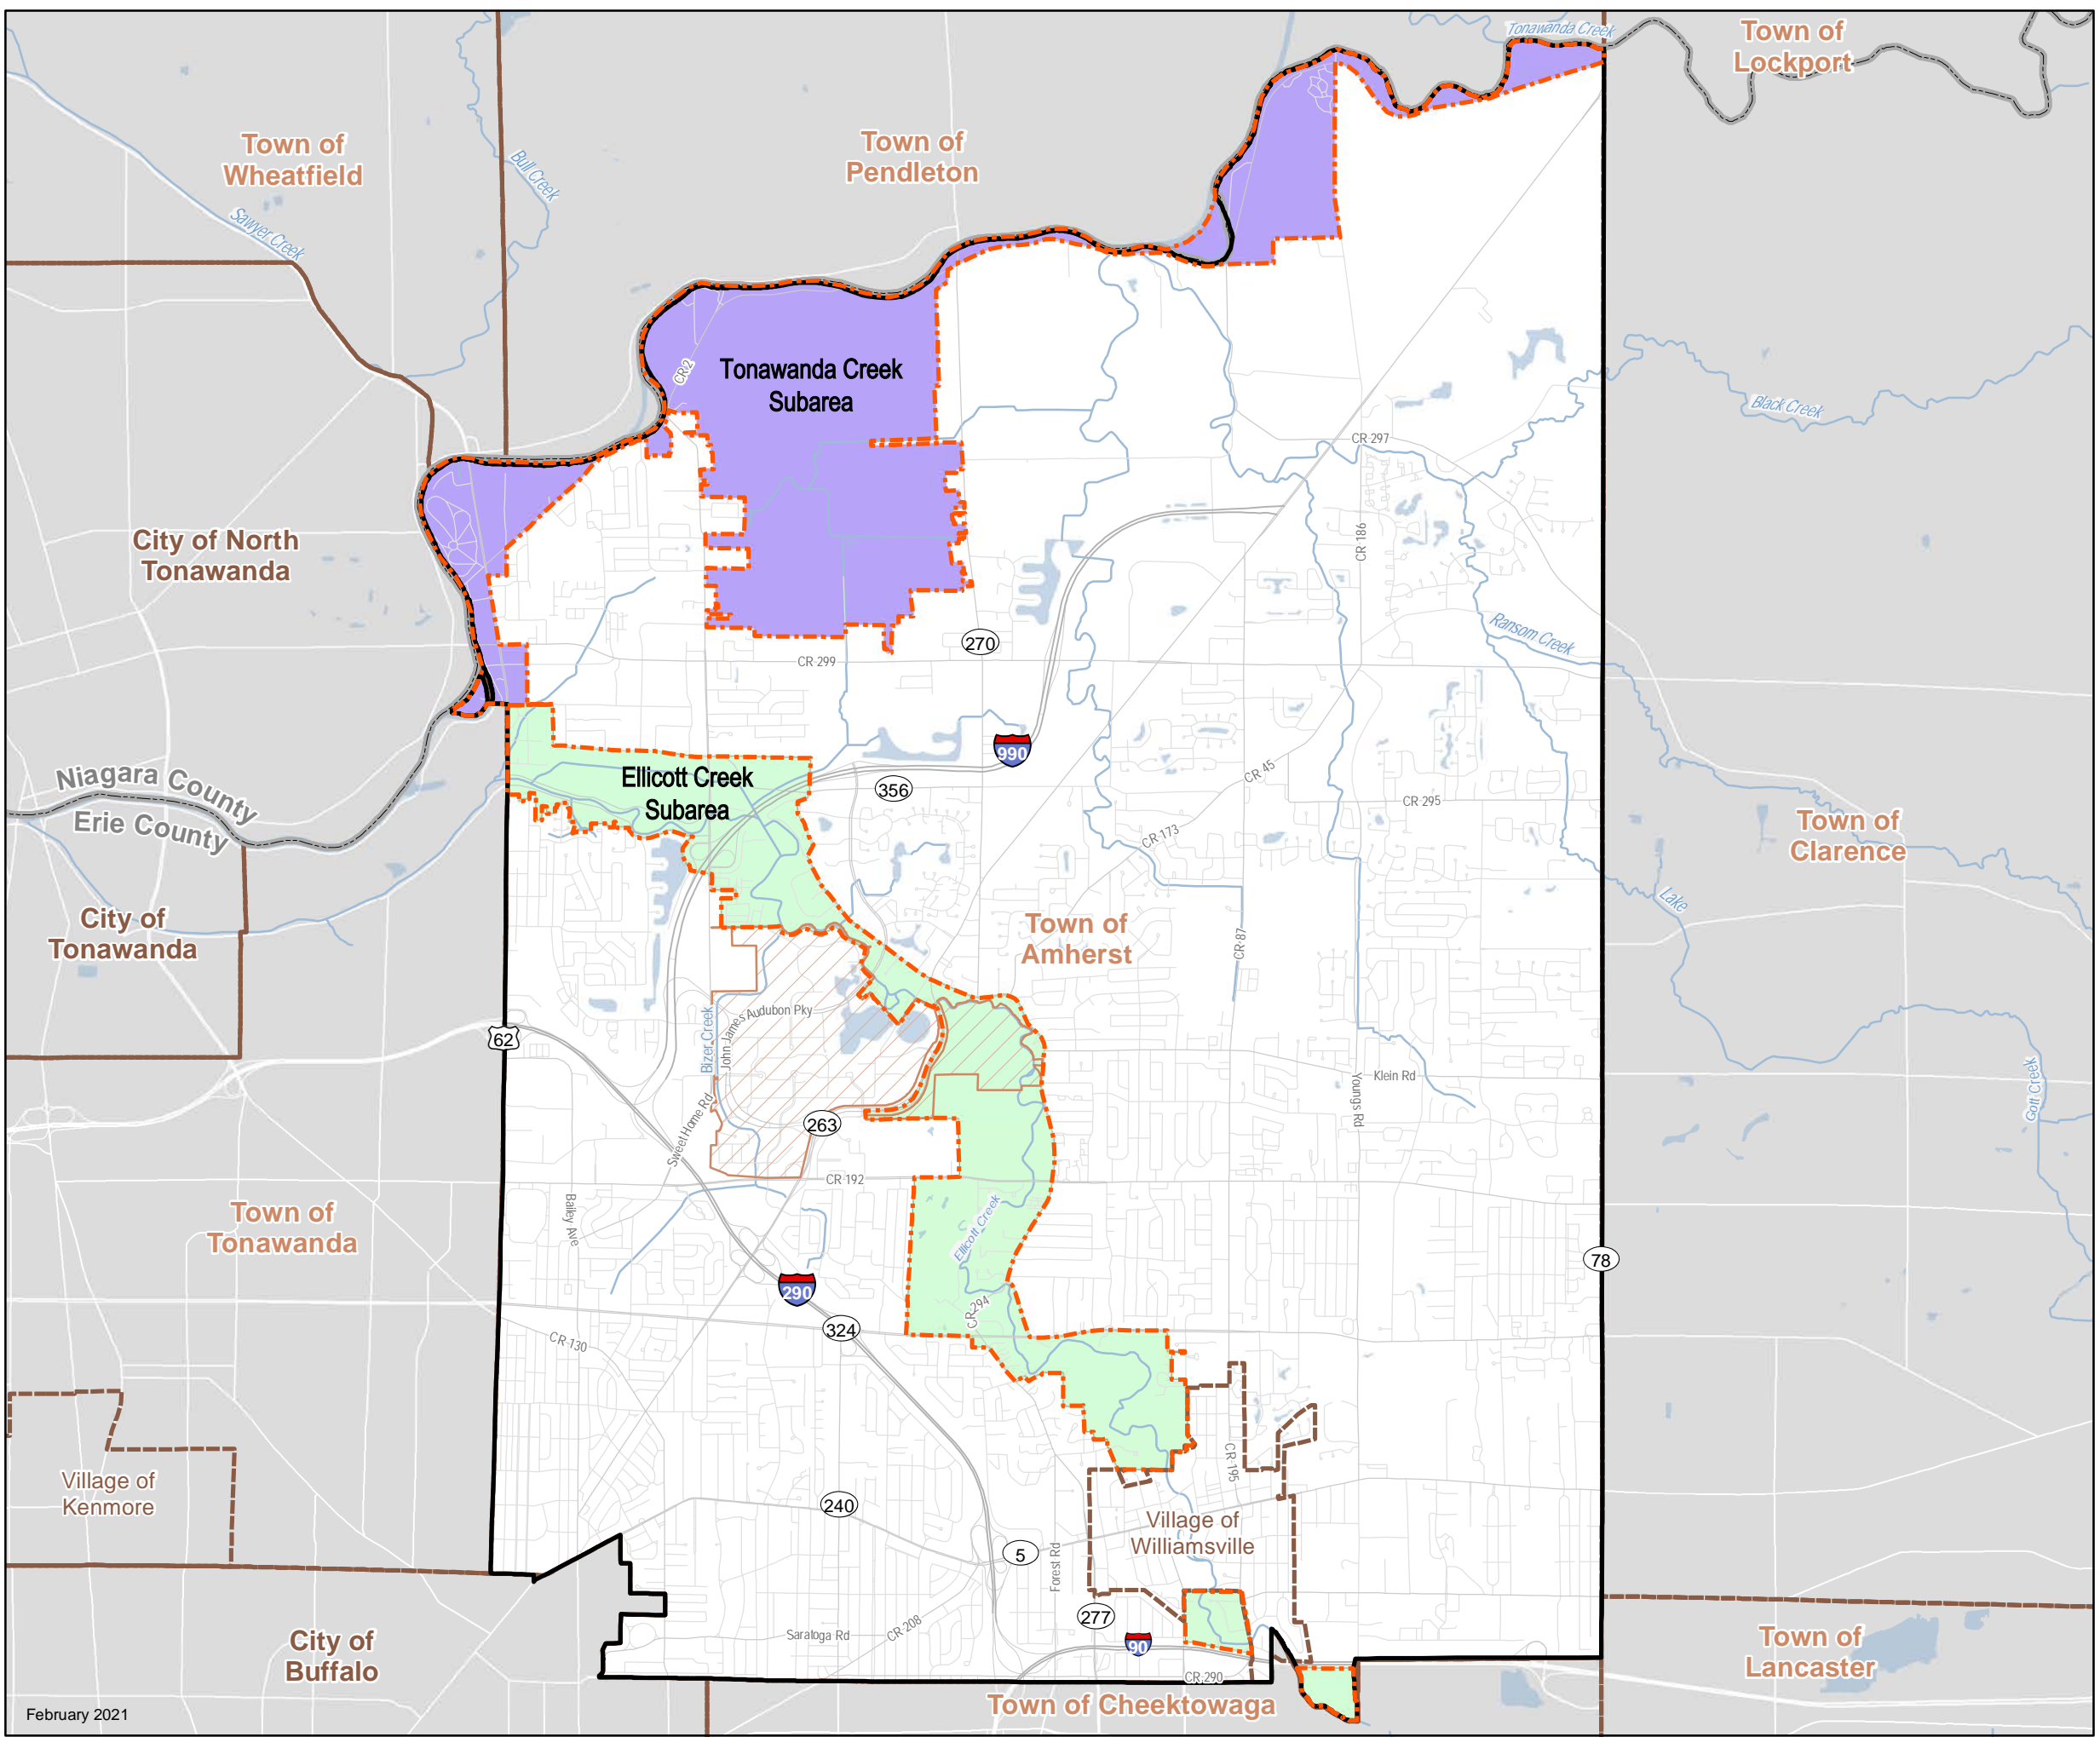 Tonawanda Creek
Town of
Lockport
Town of
Wheatfield
Bull Creek
Town of
Pendleton
Sawyer Creek
CR 2
Tonawanda Creek
Subarea
Black Creek
CR 297
City of North
Tonawanda
CR 186
Ransom Creek
270
CR 299
990
Niagara County
Erie County
Ellicott Creek
Subarea
356
CR 45
CR 295
CR 173
Town of
Clarence
City of
Tonawanda
Lake
Town of
Amherst
CR 87
John James Audubon Pky
Bizer Creek
62
Klein Rd
Youngs Rd
Gott Creek
Sweet Home Rd
263
CR 192
Bailey Ave
Town of
Tonawanda
Ellicott Creek
78
290
CR 294
324
CR 130
CR 195
Village of
Kenmore
240
Village of
Williamsville
5
Forest Rd
277
Saratoga Rd
CR 208
90
CR 290
City of
Buffalo
Town of
Lancaster
Town of Cheektowaga
February 2021